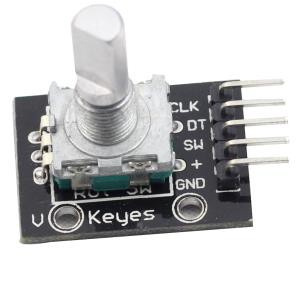 CLK
DT
SW
+
GND
Rot SW
V Keyes